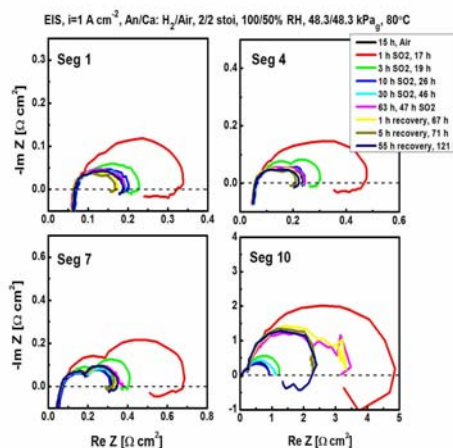 EIS, i=1 A cm⁻², An/Ca: H₂/Air, 2/2 stoi, 100/50% RH, 48.3/48.3 kPag, 80°C
Seg 1
Seg 4
15 h, Air
1 h SO2, 17 h
3 h SO2, 19 h
10 h SO2, 26 h
30 h SO2, 46 h
63 h, 47 h SO2
1 h recovery, 67 h
5 h recovery, 71 h
55 h recovery, 121
-Im Z [Ω cm²]
0.3
0.2
0.1
0.0
0.0 0.1 0.2 0.3 0.4
0.4
0.2
0.0
0.0 0.2 0.4 0.6
Seg 7
Seg 10
-Im Z [Ω cm²]
0.6
0.4
0.2
0.0
0.0 0.2 0.4 0.6 0.8
4
3
2
1
0
-1
0 1 2 3 4 5
Re Z [Ω cm²]
Re Z [Ω cm²]